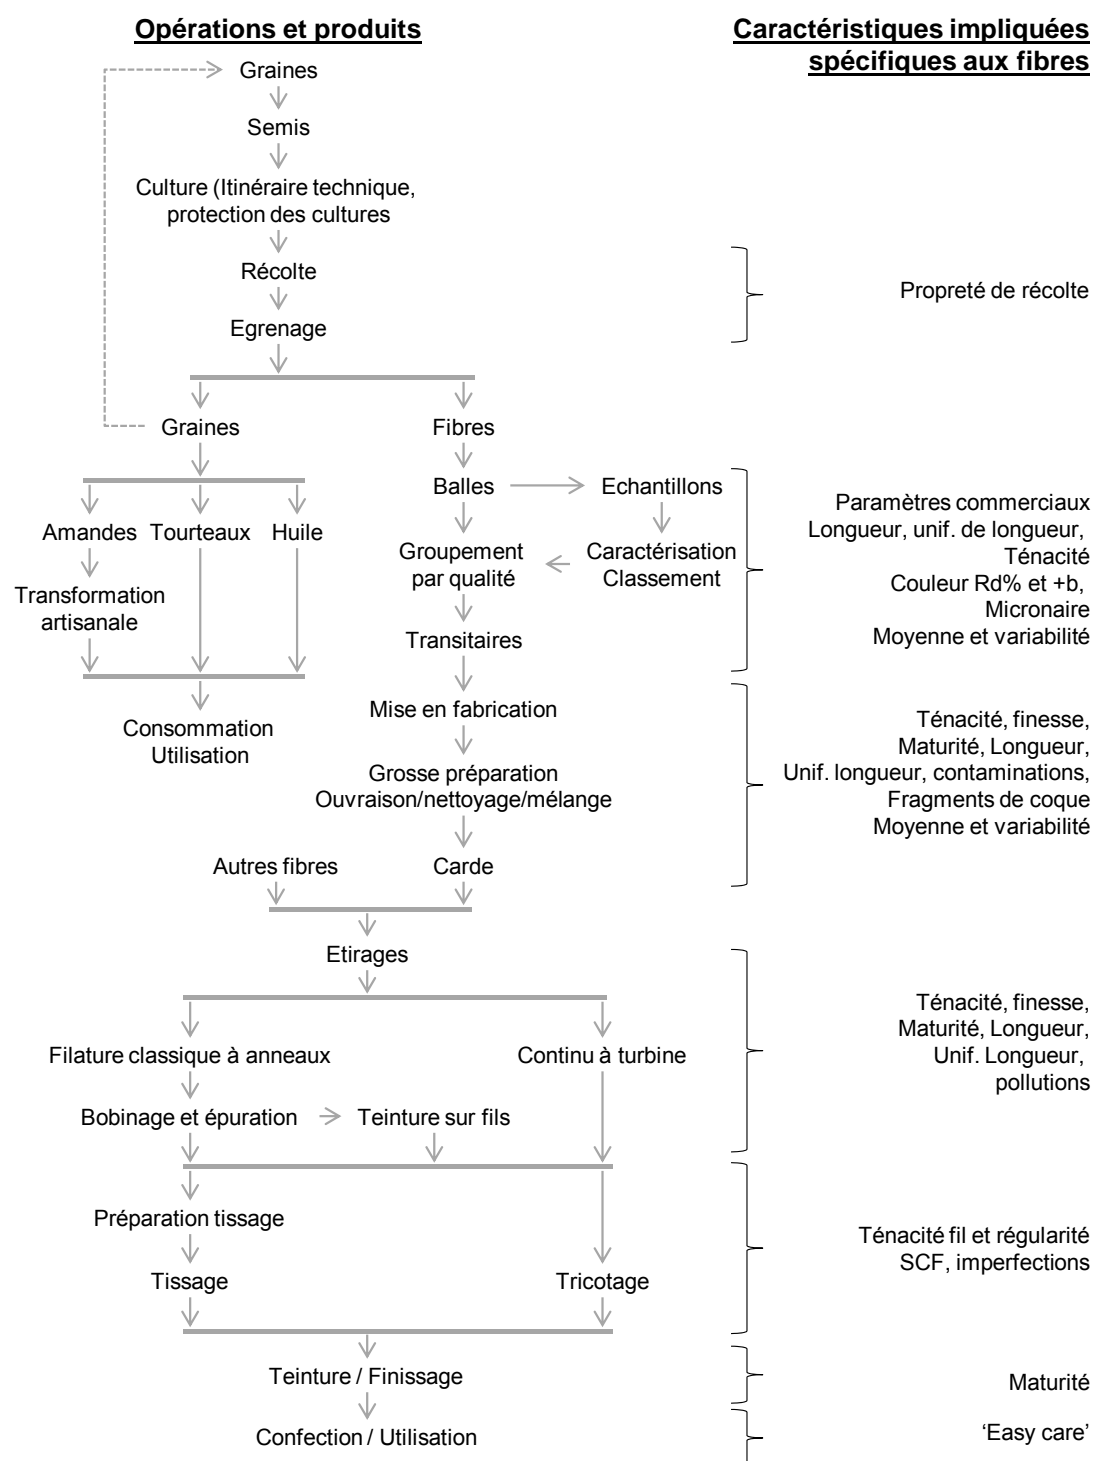 Opérations et produits
Caractéristiques impliquées
spécifiques aux fibres
Graines
Semis
Culture (Itinéraire technique,
protection des cultures
Récolte
Propreté de récolte
Egrenage
Graines
Fibres
Balles
Echantillons
Amandes
Tourteaux
Huile
Groupement
par qualité
Caractérisation
Classement
Transformation
artisanale
Transitaires
Paramètres commerciaux
Longueur, unif. de longueur,
Ténacité
Couleur Rd% et +b,
Micronaire
Moyenne et variabilité
Consommation
Utilisation
Mise en fabrication
Grosse préparation
Ouvraison/nettoyage/mélange
Autres fibres
Carde
Ténacité, finesse,
Maturité, Longueur,
Unif. longueur, contaminations,
Fragments de coque
Moyenne et variabilité
Etirages
Filature classique à anneaux
Continu à turbine
Bobinage et épuration
Teinture sur fils
Ténacité, finesse,
Maturité, Longueur,
Unif. Longueur,
pollutions
Préparation tissage
Tissage
Tricotage
Ténacité fil et régularité
SCF, imperfections
Teinture / Finissage
Maturité
Confection / Utilisation
‘Easy care’